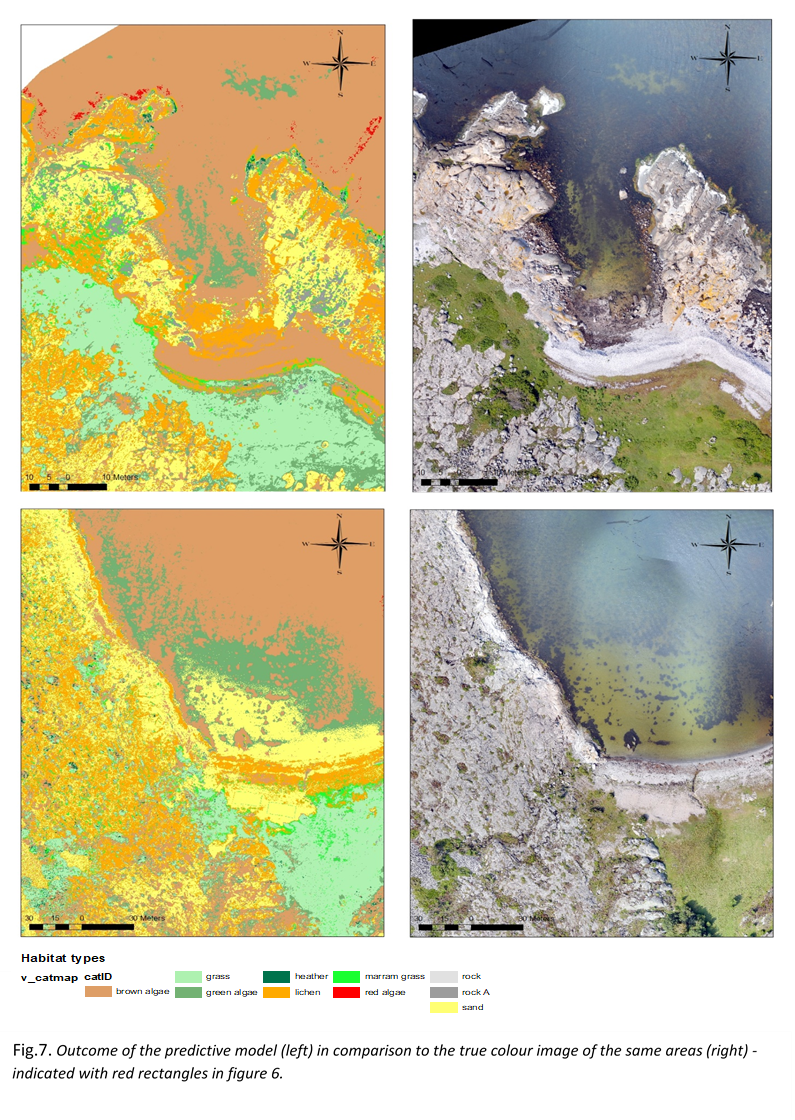 N
W E
S
N
W E
S
10 5 0 10 Meters
10
N
W E
S
N
W E
S
30 15 0 30 Meters
30 15 0 30 Meters
Habitat types
v_catmap catID
grass heather marram grass rock
brown algae green algae lichen red algae rock A
sand
Fig.7. Outcome of the predictive model (left) in comparison to the true colour image of the same areas (right) -
indicated with red rectangles in figure 6.